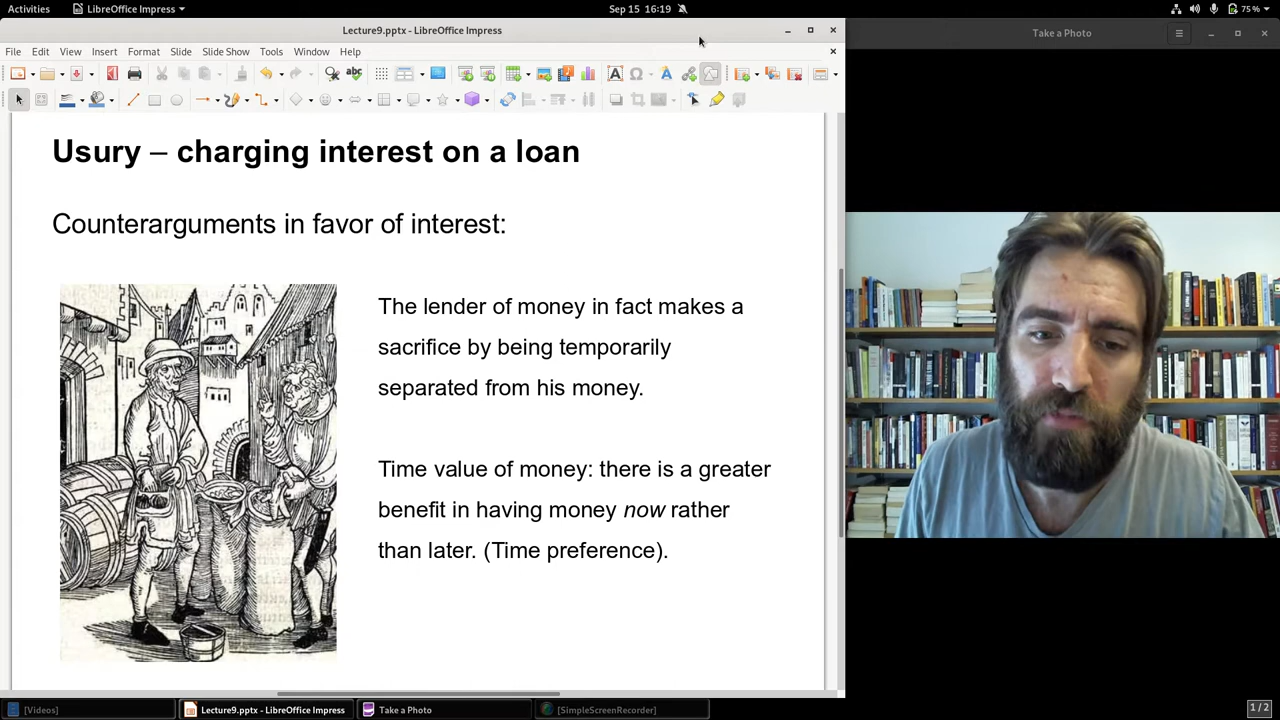 Activities LibreOffice Impress Sep 15 16:19 75%
Lecture9.pptx - LibreOffice Impress
Take a Photo
File Edit View Insert Format Slide Slide Show Tools Window Help
Usury – charging interest on a loan
Counterarguments in favor of interest:
The lender of money in fact makes a
sacrifice by being temporarily
separated from his money.
Time value of money: there is a greater
benefit in having money now rather
than later. (Time preference).
[Videos] Lecture9.pptx - LibreOffice Impress Take a Photo [SimpleScreenRecorder] 1/2